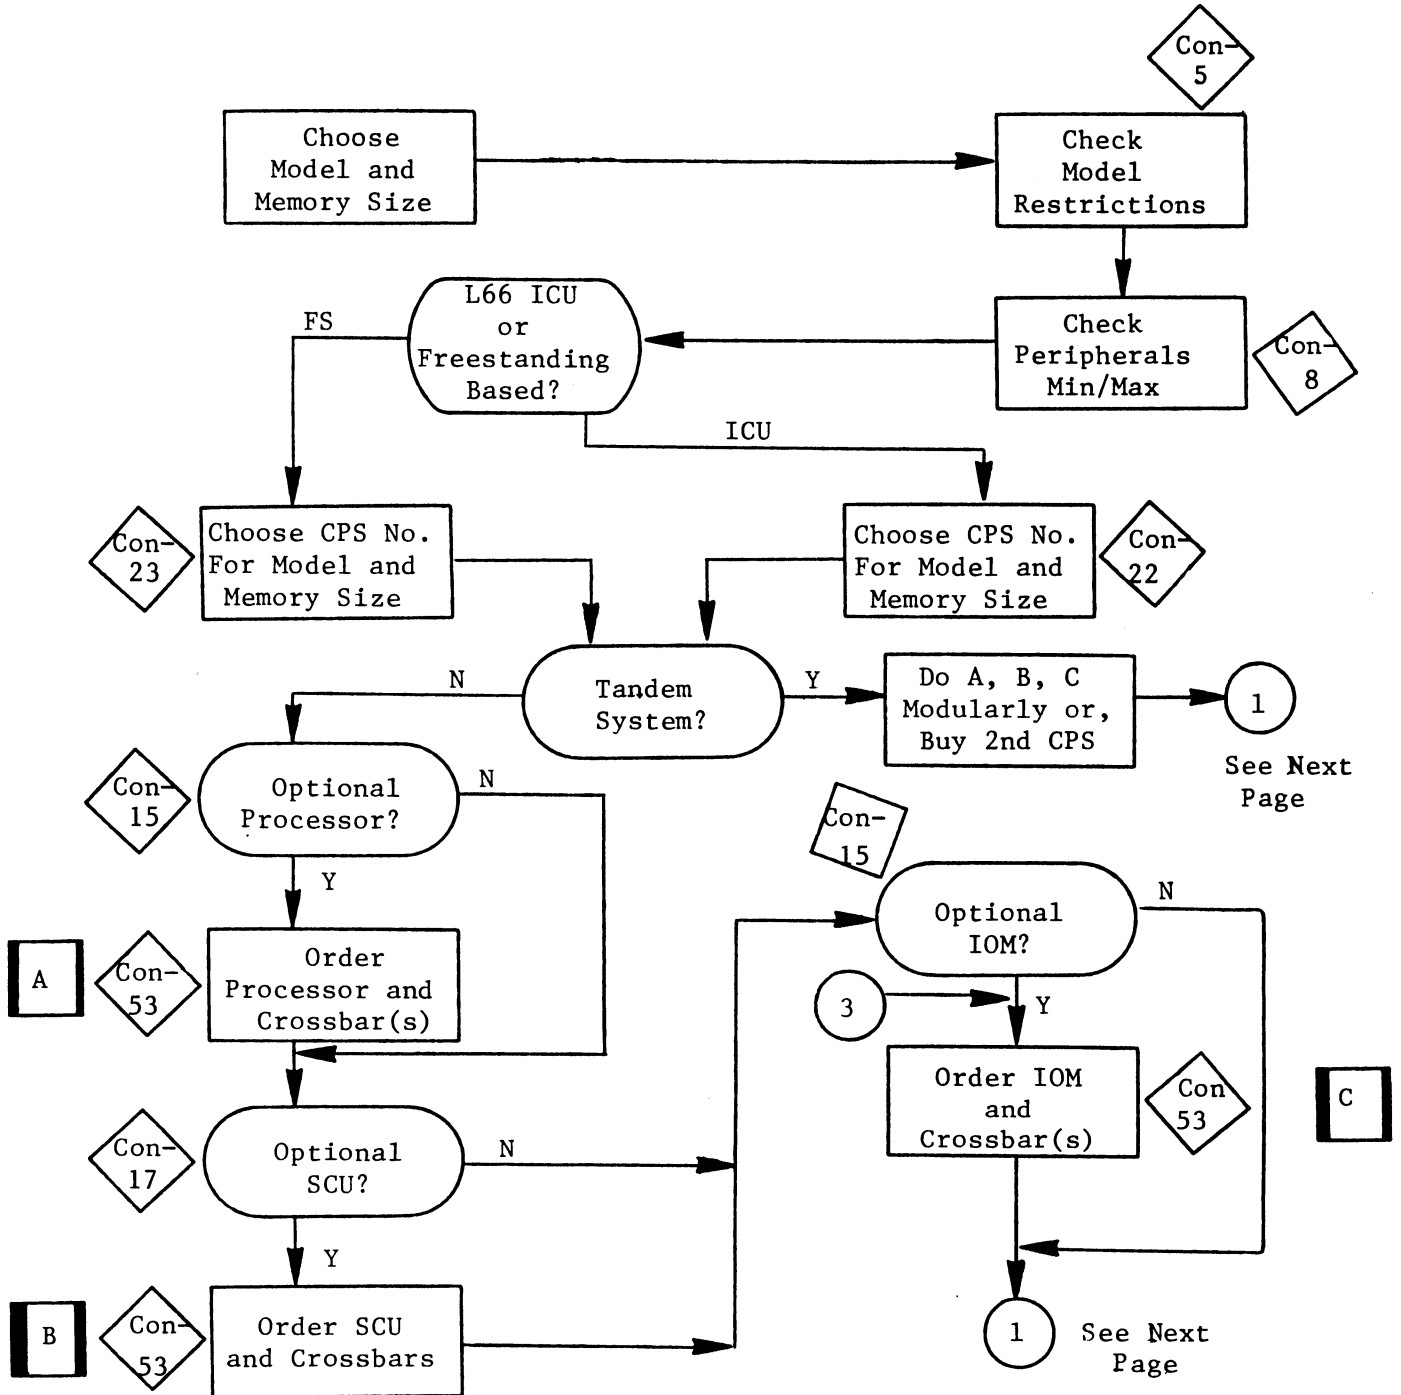 Con-
5
Choose
Model and
Memory Size
Check
Model
Restrictions
L66 ICU
or
Freestanding
Based?
FS
Check
Peripherals
Min/Max
Con-
8
ICU
Con-
23
Choose CPS No.
For Model and
Memory Size
Choose CPS No.
For Model and
Memory Size
Con-
22
N
Tandem
System?
Y
Do A, B, C
Modularly or,
Buy 2nd CPS
1
See Next
Page
Con-
15
Optional
Processor?
N
Y
A
Con-
53
Order
Processor and
Crossbar(s)
Con-
17
Optional
SCU?
N
Y
B
Con-
53
Order SCU
and Crossbars
Con-
15
Optional
IOM?
N
3
Y
Order IOM
and
Crossbar(s)
Con
53
C
1
See Next
Page